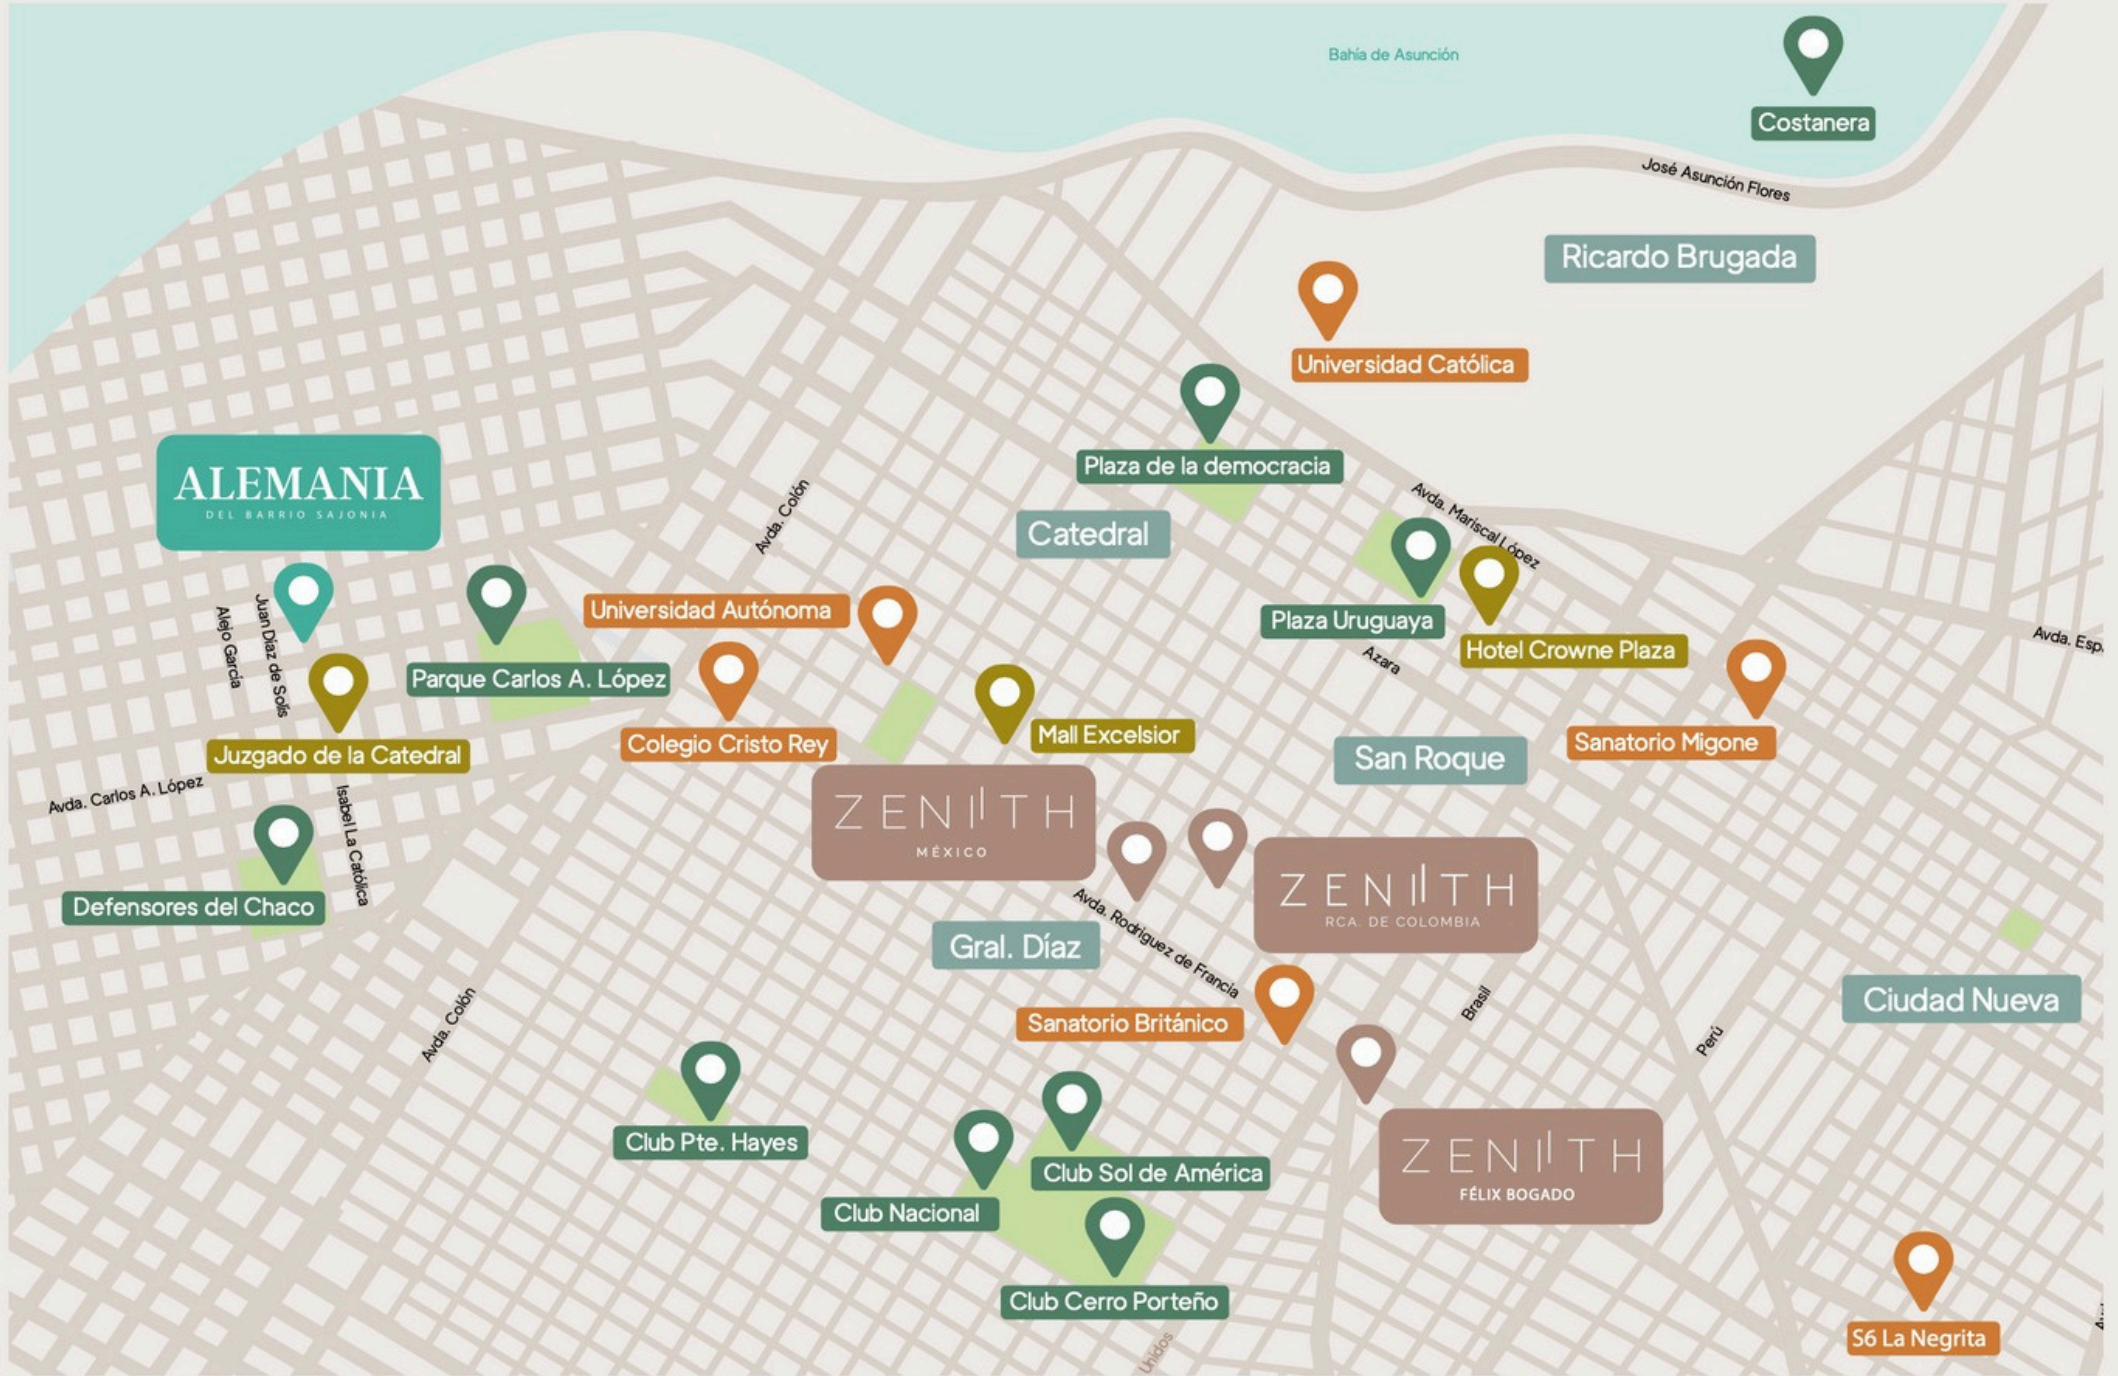 Bahía de Asunción
Costanera
José Asunción Flores
Ricardo Brugada
Universidad Católica
Plaza de la democracia
ALEMANIA
DEL BARRIO SAJONIA
Avda. Colón
Catedral
Avda. Mariscal López
Alejo García
Juan Díaz de Solís
Parque Carlos A. López
Universidad Autónoma
Plaza Uruguaya
Hotel Crowne Plaza
Azara
Avda. Esp.
Juzgado de la Catedral
Colegio Cristo Rey
Mall Excelsior
San Roque
Sanatorio Migone
Avda. Carlos A. López
Isabel La Católica
ZENIITH
MÉXICO
ZENIITH
RCA. DE COLOMBIA
Defensores del Chaco
Avda. Rodriguez de Francia
Gral. Díaz
Avda. Colón
Sanatorio Británico
Brasil
Perú
Ciudad Nueva
Club Pte. Hayes
Club Sol de América
Club Nacional
ZENIITH
FÉLIX BOGADO
Club Cerro Porteño
Unidos
S6 La Negrita